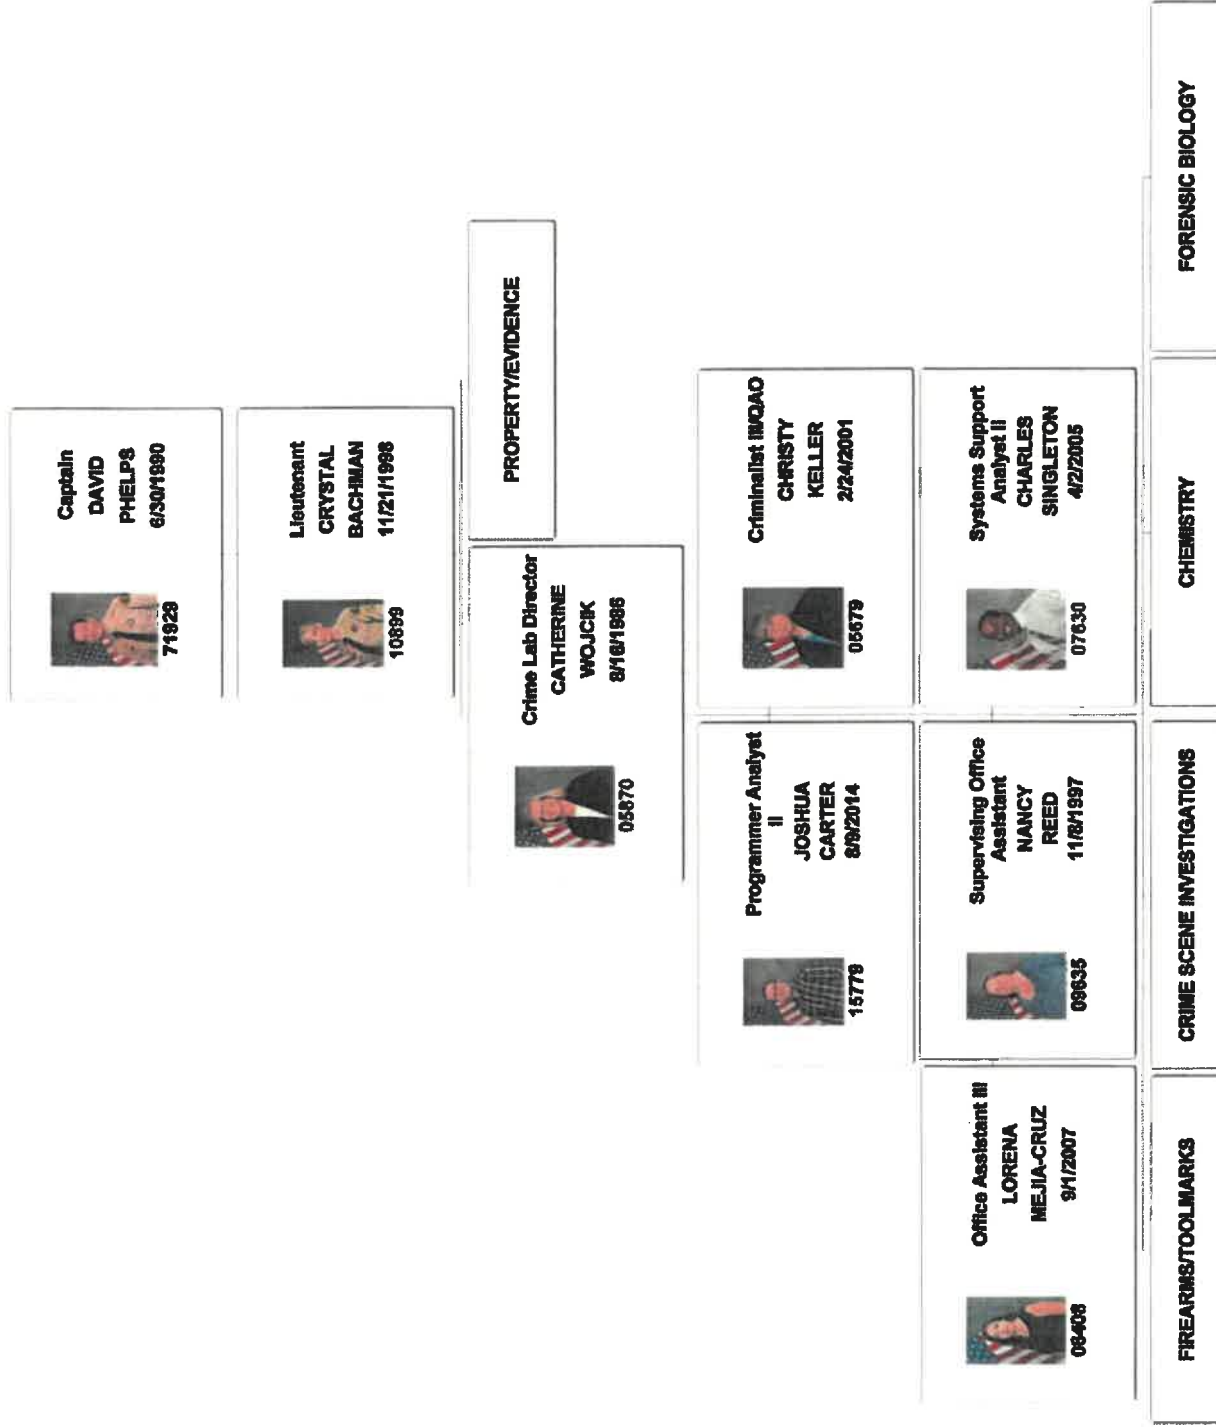 Captain
DAVID
PHELPS
6/30/1990
71929
Lieutenant
CRYSTAL
BACHMAN
11/21/1998
10899
Crime Lab Director
CATHERINE
WOJCIK
8/16/1986
05870
PROPERTY/EVIDENCE
Programmer Analyst
II
JOSHUA
CARTER
8/9/2014
15779
Criminalist III/QAO
CHRISTY
KELLER
2/24/2001
05679
Office Assistant III
LORENA
MEJIA-CRUZ
9/1/2007
08408
Supervising Office
Assistant
NANCY
REED
11/8/1997
09635
Systems Support
Analyst II
CHARLES
SINGLETON
4/2/2005
07630
FIREARMS/TOOLMARKS
CRIME SCENE INVESTIGATIONS
CHEMISTRY
FORENSIC BIOLOGY